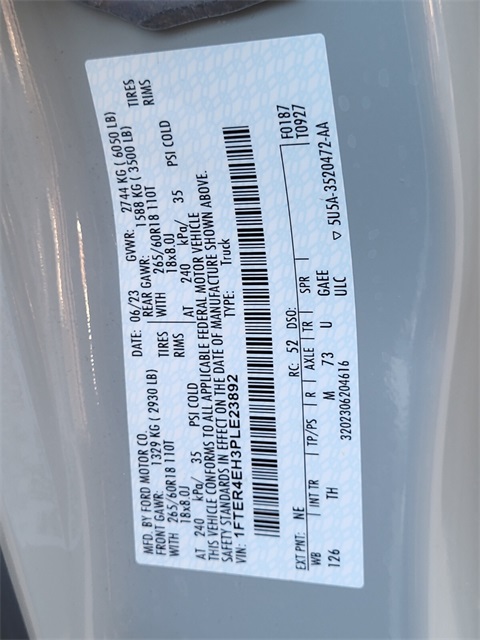 MFD. BY FORD MOTOR CO.
DATE: 06/23 GVWR: 2744 KG ( 6050 LB)
FRONT GAWR: 1329 KG ( 2930 LB) REAR GAWR: 1588 KG ( 3500 LB)
WITH 265/60R18 110T TIRES WITH 265/60R18 110T TIRES
18x8.0J RIMS 18x8.0J RIMS
AT 240 kPa/ 35 PSI COLD AT 240 kPa/ 35 PSI COLD
THIS VEHICLE CONFORMS TO ALL APPLICABLE FEDERAL MOTOR VEHICLE
SAFETY STANDARDS IN EFFECT ON THE DATE OF MANUFACTURE SHOWN ABOVE.
VIN: 1FTER4EH3PLE23892 TYPE: Truck
F0187
T0927
EXT PNT: NE RC: 52 DSO:
WB INT TR TP/PS R AXLE TR SPR
126 TH M 73 U GAEE
3202306204616 ULC
▽ 5U5A-3520472-AA